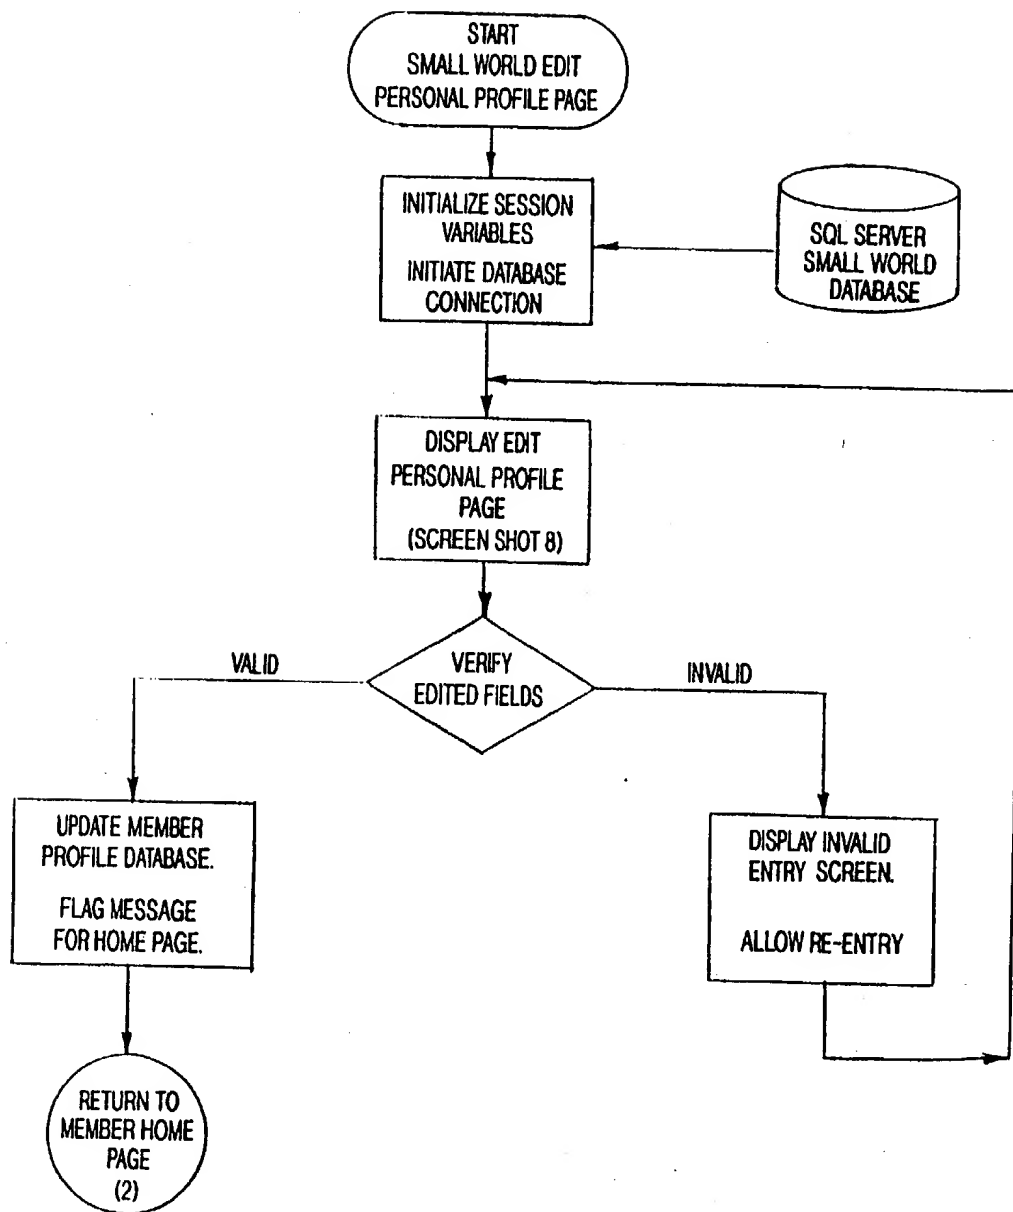 START
SMALL WORLD EDIT
PERSONAL PROFILE PAGE
INITIALIZE SESSION
VARIABLES
INITIATE DATABASE
CONNECTION
SQL SERVER
SMALL WORLD
DATABASE
DISPLAY EDIT
PERSONAL PROFILE
PAGE
(SCREEN SHOT 8)
VERIFY
EDITED FIELDS
VALID
INVALID
UPDATE MEMBER
PROFILE DATABASE.
FLAG MESSAGE
FOR HOME PAGE.
DISPLAY INVALID
ENTRY SCREEN.
ALLOW RE-ENTRY
RETURN TO
MEMBER HOME
PAGE
(2)